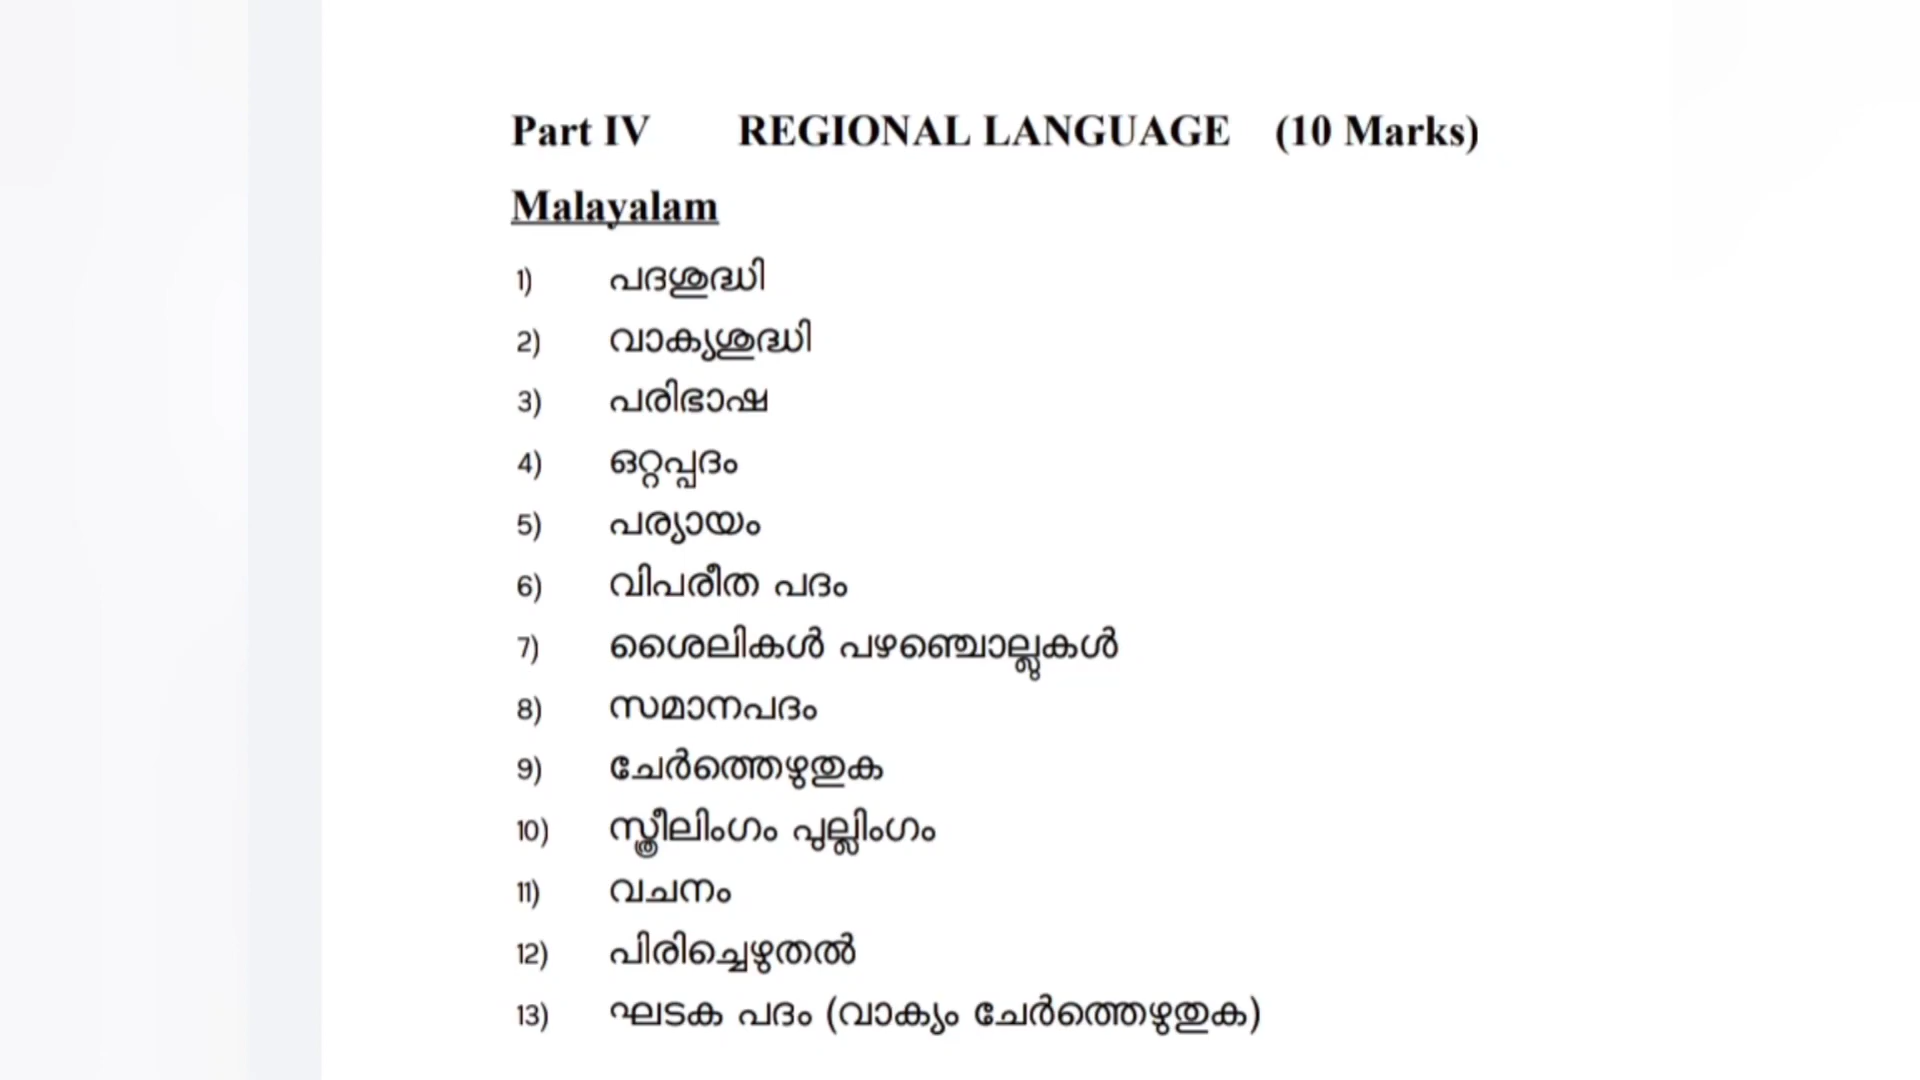 Part IV REGIONAL LANGUAGE (10 Marks)
Malayalam
1) പദശുദ്ധി
2) വാക്യശുദ്ധി
3) പരിഭാഷ
4) ഒറ്റപ്പദം
5) പര്യായം
6) വിപരീത പദം
7) ശൈലികൾ പഴഞ്ചൊല്ലുകൾ
8) സമാനപദം
9) ചേർത്തെഴുതുക
10) സ്ത്രീലിംഗം പുല്ലിംഗം
11) വചനം
12) പിരിച്ചെഴുതൽ
13) ഘടക പദം (വാക്യം ചേർത്തെഴുതുക)